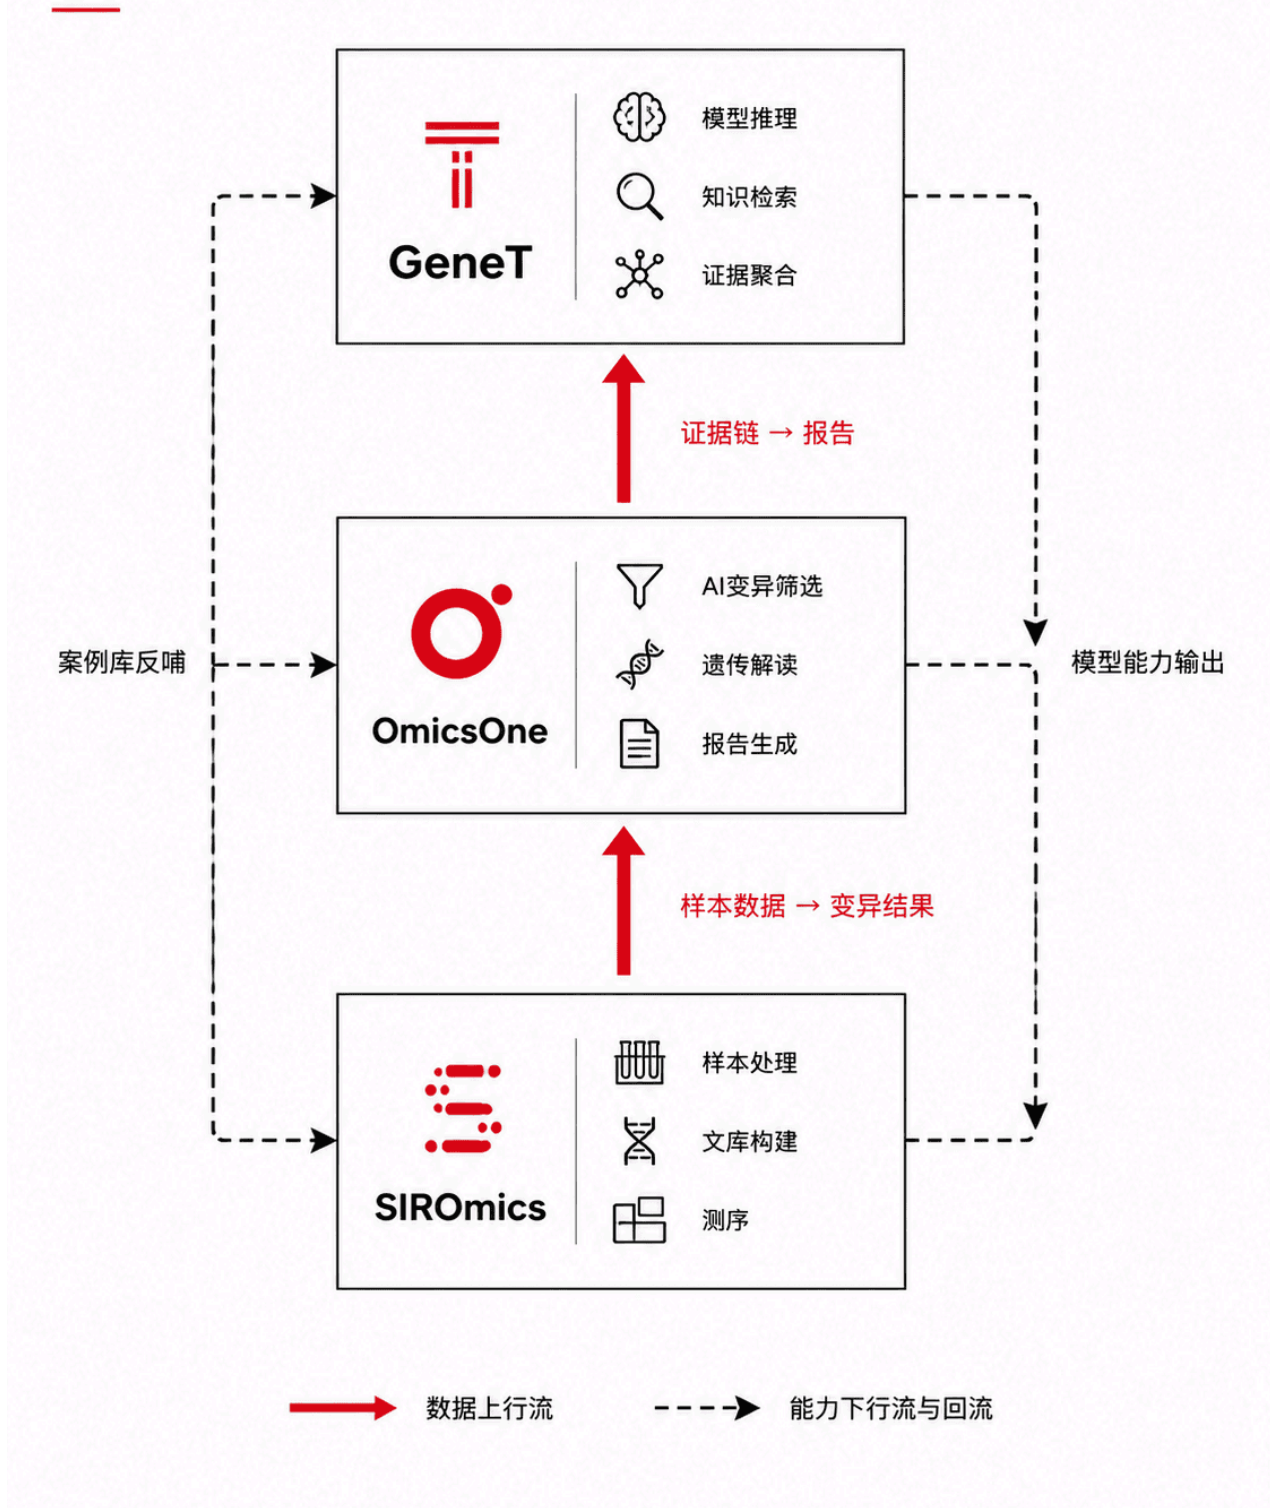 模型推理
知识检索
证据聚合
GeneT
证据链 → 报告
AI变异筛选
遗传解读
报告生成
OmicsOne
案例库反哺
模型能力输出
样本数据 → 变异结果
样本处理
文库构建
测序
SIROmics
数据上行流
能力下行流与回流